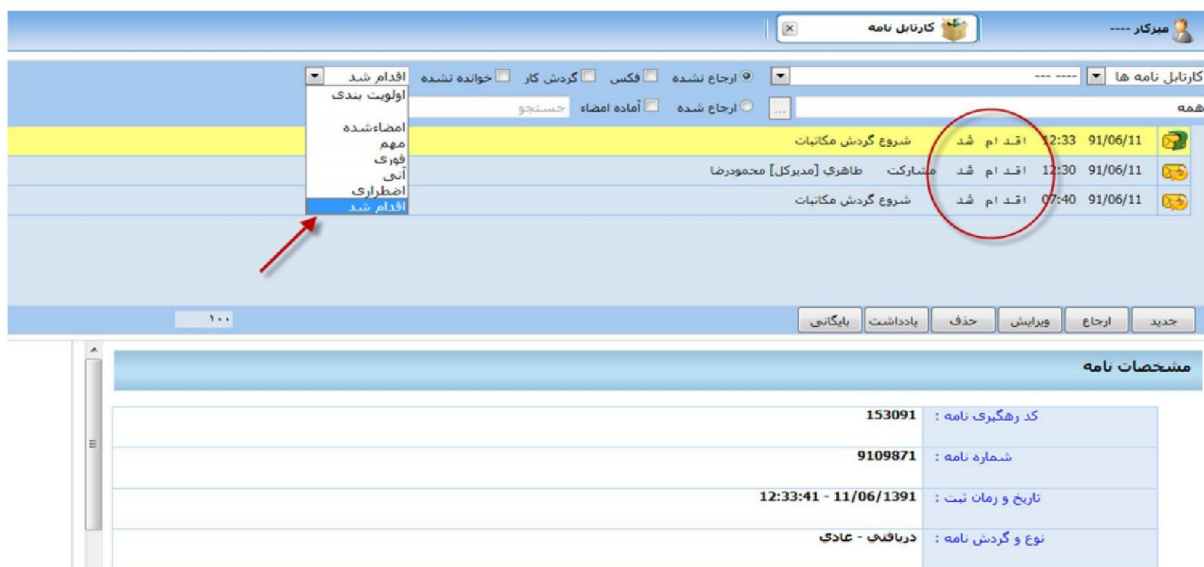 میزکار ----
کارتابل نامه
کارتابل نامه ها
---- ---
ارجاع نشده فکس گردش کار خوانده نشده اقدام شد
همه
...
ارجاع شده آماده امضاء جستجو
اولویت بندی
امضاءشده
مهم
فوری
آنی
اضطراری
اقدام شد
91/06/11 12:33 اقدام شد شروع گردش مکاتبات
91/06/11 12:30 اقدام شد مشارکت طاهري [مدیرکل] محمودرضا
91/06/11 07:40 اقدام شد شروع گردش مکاتبات
جدید ارجاع ویرایش حذف یادداشت بایگانی ۱۰۰
مشخصات نامه
کد رهگیری نامه : 153091
شماره نامه : 9109871
تاریخ و زمان ثبت : 11/06/1391 - 12:33:41
نوع و گردش نامه : دریافتي - عادي